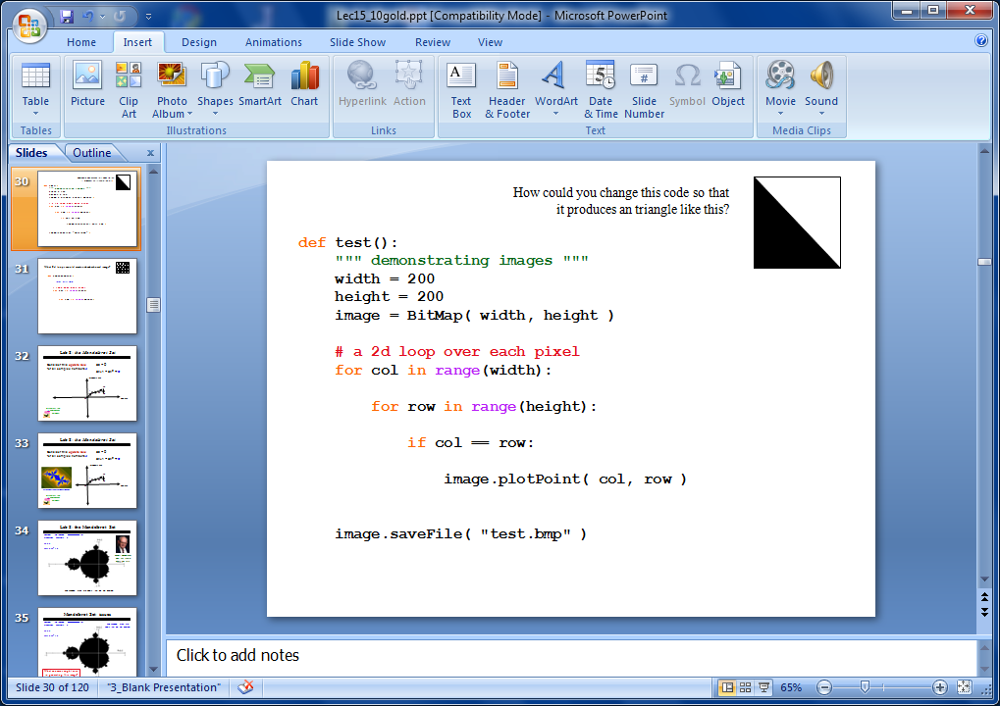 Lec15_10gold.ppt [Compatibility Mode] - Microsoft PowerPoint
Home Insert Design Animations Slide Show Review View
Table Picture Clip Art Photo Album Shapes SmartArt Chart Hyperlink Action Text Box Header & Footer WordArt Date & Time Slide Number Symbol Object Movie Sound
Tables Illustrations Links Text Media Clips
Slides Outline x
30
31
32
33
34
35
How could you change this code so that
it produces an triangle like this?
def test():
""" demonstrating images """
width = 200
height = 200
image = BitMap( width, height )
# a 2d loop over each pixel
for col in range(width):
for row in range(height):
if col == row:
image.plotPoint( col, row )
image.saveFile( "test.bmp" )
Click to add notes
Slide 30 of 120 "3_Blank Presentation" 65%